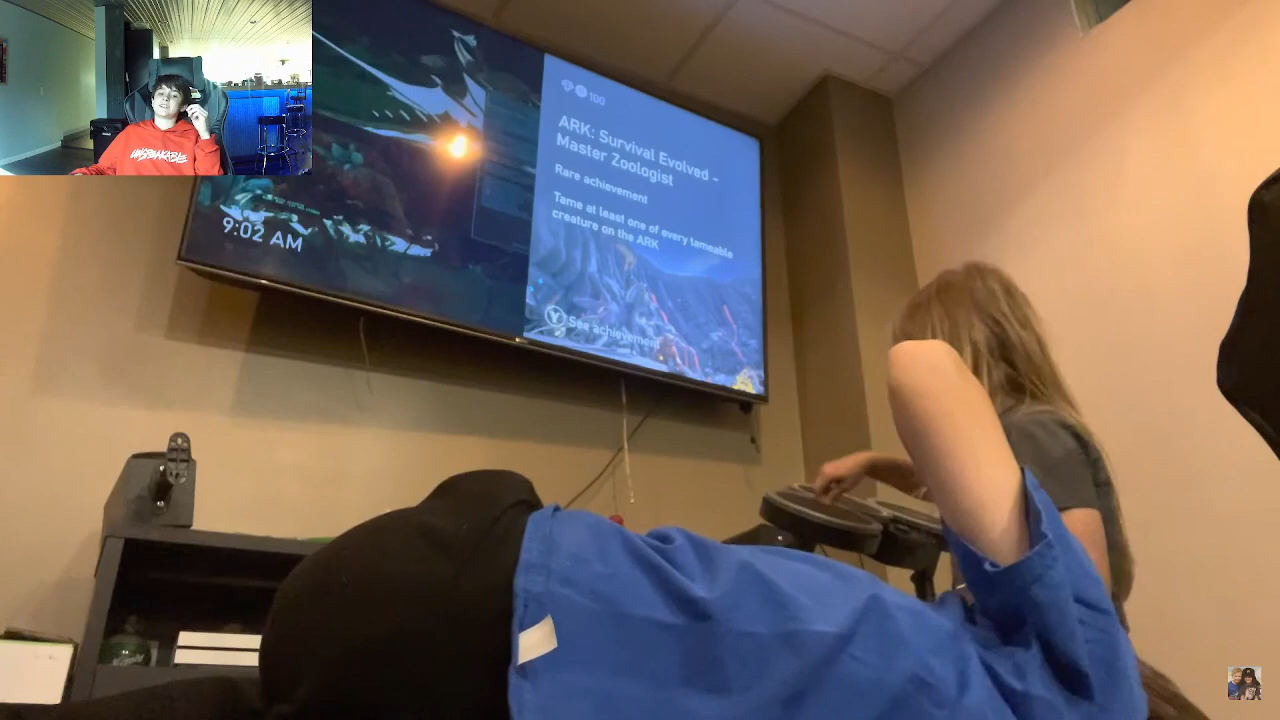 UNSPEAKABLE
100
ARK: Survival Evolved –
Master Zoologist
Rare achievement
Tame at least one of every tameable
creature on the ARK
9:02 AM
Y See achievement